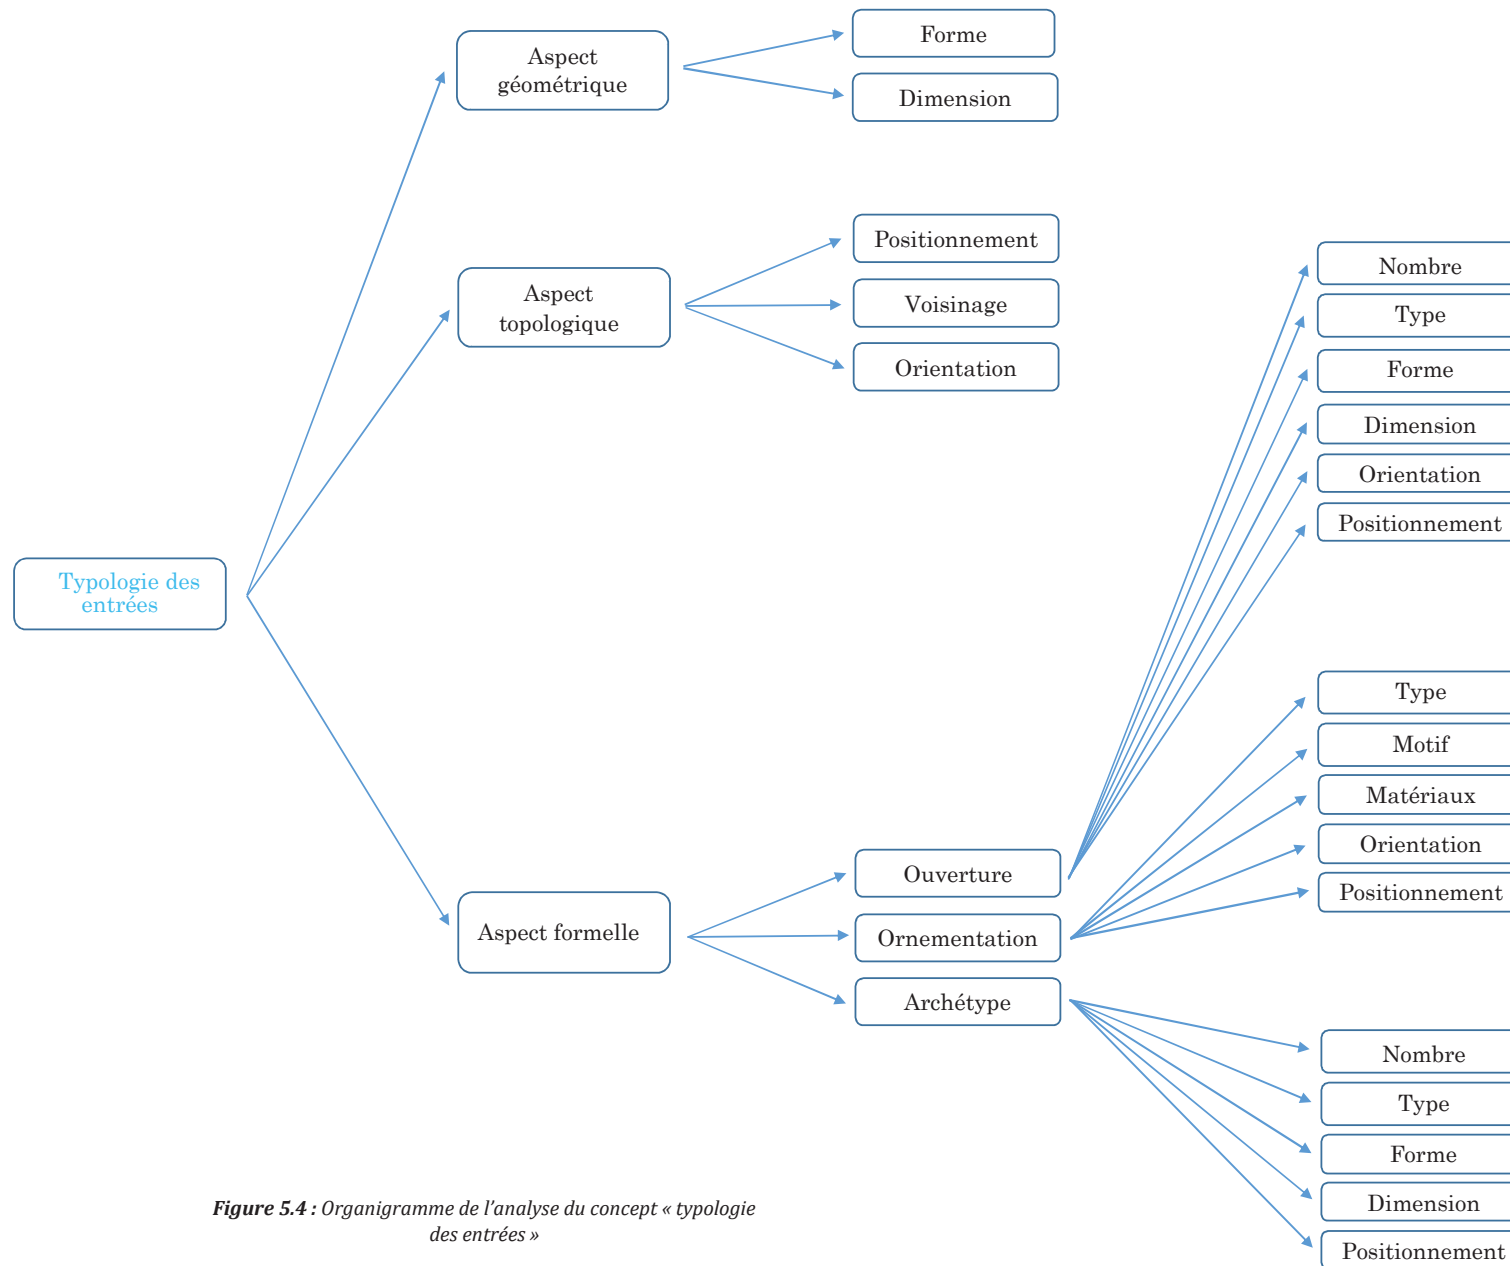 Typologie des
entrées
Aspect
géométrique
Forme
Dimension
Aspect
topologique
Positionnement
Voisinage
Orientation
Aspect formelle
Ouverture
Nombre
Type
Forme
Dimension
Orientation
Positionnement
Ornementation
Type
Motif
Matériaux
Orientation
Positionnement
Archétype
Nombre
Type
Forme
Dimension
Positionnement
Figure 5.4 : Organigramme de l’analyse du concept « typologie
des entrées »